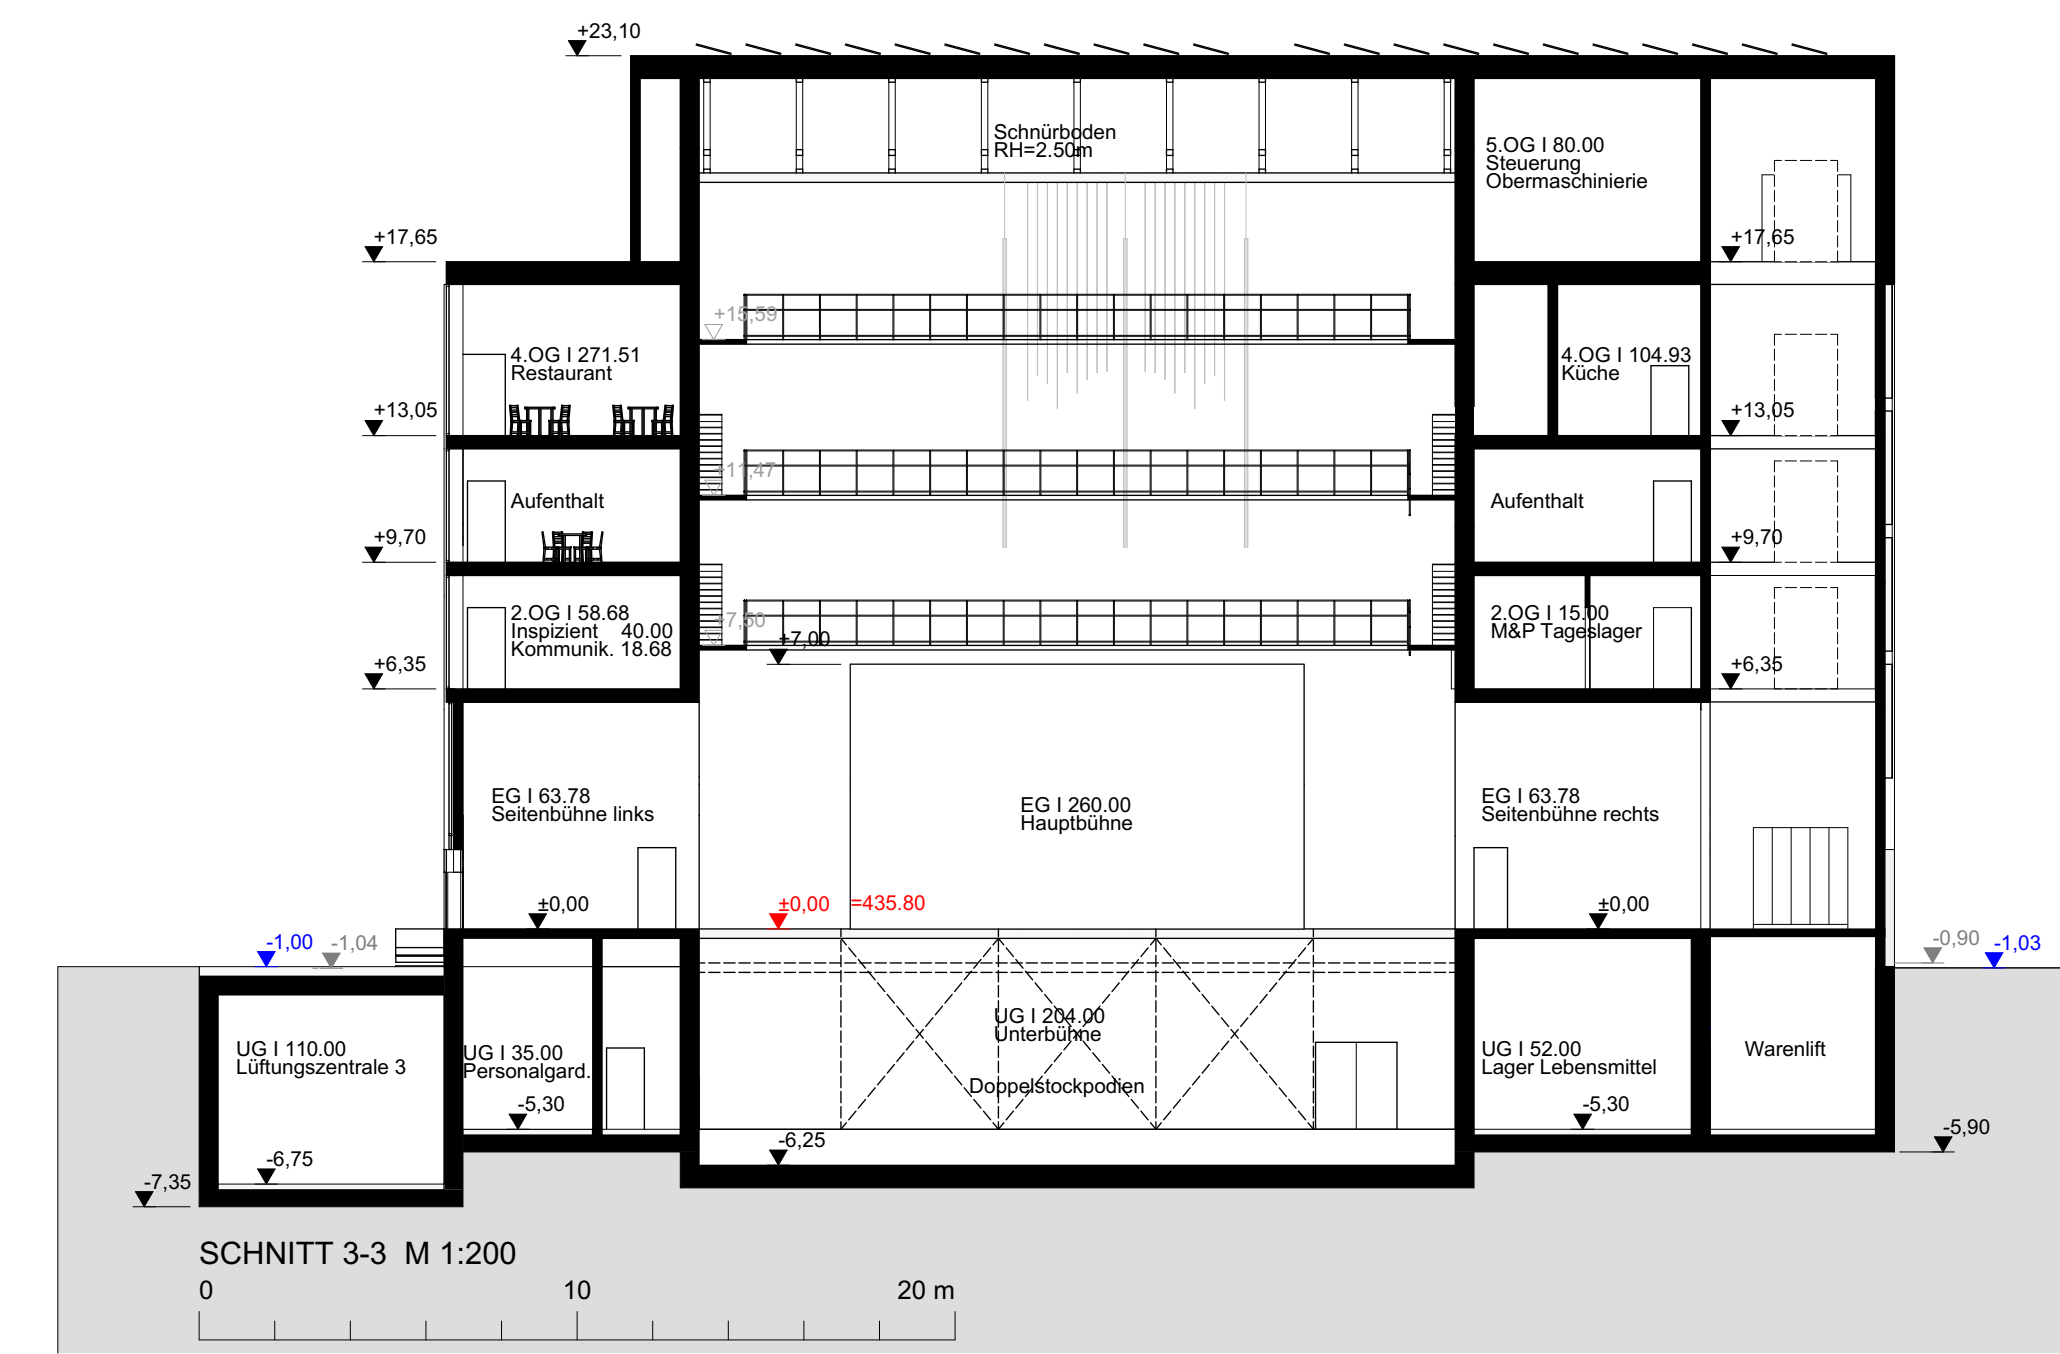 +23,10
Schnürboden
RH=2.50m
5.OG I 80.00
Steuerung
Obermaschinierie
+17,65
+17,65
+15,59
4.OG I 271.51
Restaurant
4.OG I 104.93
Küche
+13,05
+13,05
+11,47
Aufenthalt
Aufenthalt
+9,70
+9,70
2.OG I 58.68
Inspizient 40.00
Kommunik. 18.68
+7,50
+7,00
2.OG I 15.00
M&P Tageslager
+6,35
+6,35
EG I 63.78
Seitenbühne links
EG I 260.00
Hauptbühne
EG I 63.78
Seitenbühne rechts
±0,00
±0,00 =435.80
±0,00
-1,00
-1,04
-0,90
-1,03
UG I 110.00
Lüftungszentrale 3
UG I 35.00
Personalgard.
UG I 204.00
Unterbühne
Doppelstockpodien
UG I 52.00
Lager Lebensmittel
Warenlift
-5,30
-5,30
-5,90
-6,25
-6,75
-7,35
SCHNITT 3-3 M 1:200
0 10 20 m